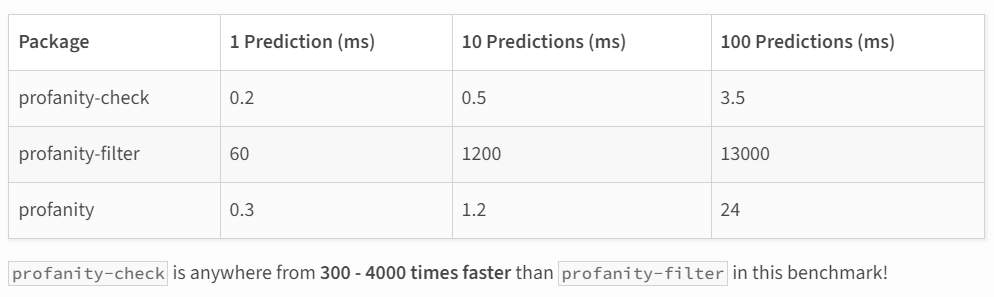 Package 1 Prediction (ms) 10 Predictions (ms) 100 Predictions (ms)
profanity-check 0.2 0.5 3.5
profanity-filter 60 1200 13000
profanity 0.3 1.2 24
profanity-check is anywhere from 300 - 4000 times faster than profanity-filter in this benchmark!